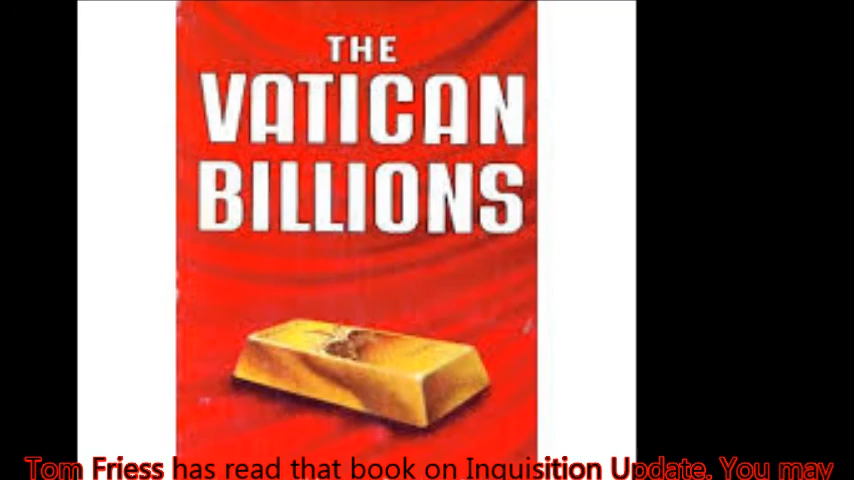 THE
VATICAN
BILLIONS
Tom Friess has read that book on Inquisition Update. You may